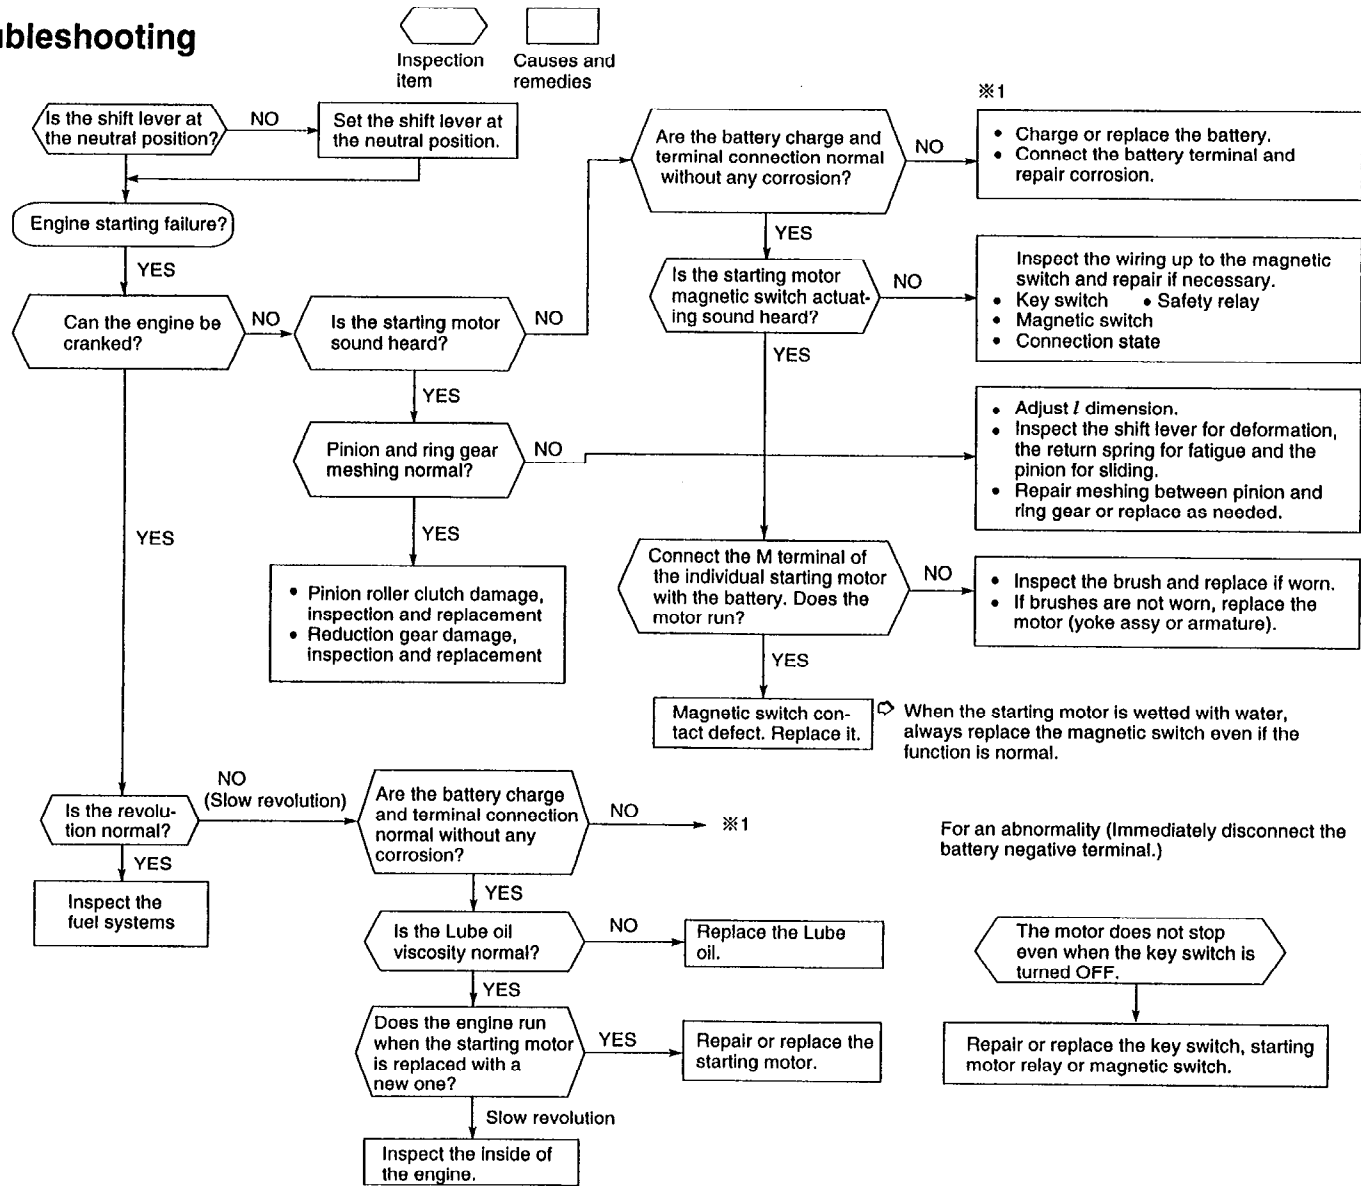 ubleshooting
Inspection
item
Causes and
remedies
Is the shift lever at
the neutral position?
NO
Set the shift lever at
the neutral position.
Engine starting failure?
YES
Can the engine be
cranked?
NO
Is the starting motor
sound heard?
NO
Are the battery charge and
terminal connection normal
without any corrosion?
NO
※1
• Charge or replace the battery.
• Connect the battery terminal and
repair corrosion.
YES
Is the starting motor
magnetic switch actuat-
ing sound heard?
NO
Inspect the wiring up to the magnetic
switch and repair if necessary.
• Key switch • Safety relay
• Magnetic switch
• Connection state
YES
YES
Pinion and ring gear
meshing normal?
NO
• Adjust l dimension.
• Inspect the shift lever for deformation,
the return spring for fatigue and the
pinion for sliding.
• Repair meshing between pinion and
ring gear or replace as needed.
YES
• Pinion roller clutch damage,
inspection and replacement
• Reduction gear damage,
inspection and replacement
Connect the M terminal of
the individual starting motor
with the battery. Does the
motor run?
NO
• Inspect the brush and replace if worn.
• If brushes are not worn, replace the
motor (yoke assy or armature).
YES
Magnetic switch con-
tact defect. Replace it.
When the starting motor is wetted with water,
always replace the magnetic switch even if the
function is normal.
YES
Is the revolu-
tion normal?
NO
(Slow revolution)
Are the battery charge
and terminal connection
normal without any
corrosion?
NO
※1
YES
Inspect the
fuel systems
YES
Is the Lube oil
viscosity normal?
NO
Replace the Lube
oil.
YES
Does the engine run
when the starting motor
is replaced with a
new one?
YES
Repair or replace the
starting motor.
Slow revolution
Inspect the inside of
the engine.
For an abnormality (Immediately disconnect the
battery negative terminal.)
The motor does not stop
even when the key switch is
turned OFF.
Repair or replace the key switch, starting
motor relay or magnetic switch.